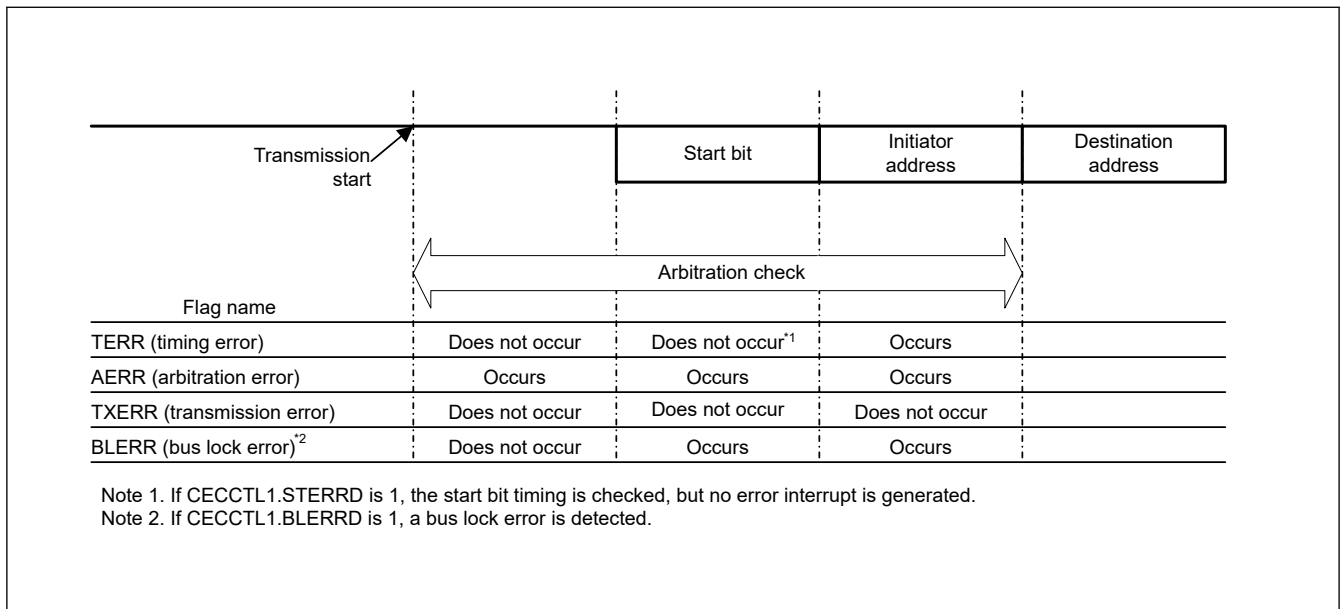 Transmission
start
Start bit
Initiator
address
Destination
address
Arbitration check
Flag name
TERR (timing error) Does not occur Does not occur*1 Occurs
AERR (arbitration error) Occurs Occurs Occurs
TXERR (transmission error) Does not occur Does not occur Does not occur
BLERR (bus lock error)*2 Does not occur Occurs Occurs
Note 1. If CECCTL1.STERRD is 1, the start bit timing is checked, but no error interrupt is generated.
Note 2. If CECCTL1.BLERRD is 1, a bus lock error is detected.